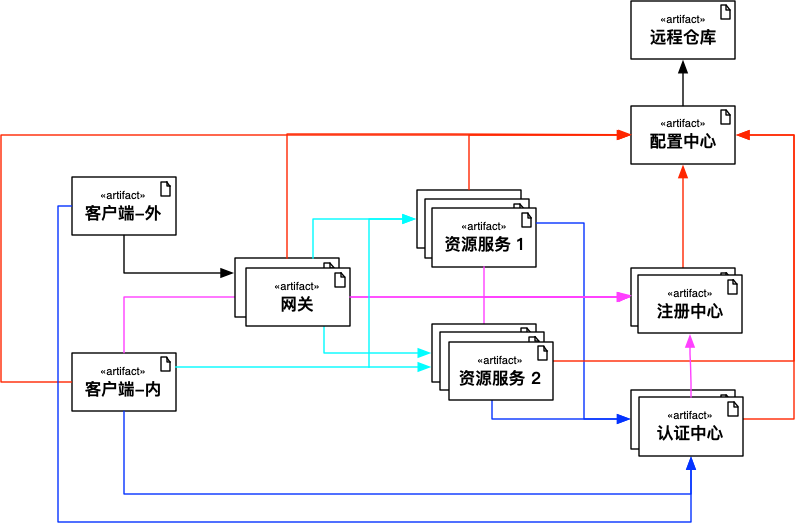 «artifact»
远程仓库
«artifact»
配置中心
«artifact»
客户端-外
«artifact»
资源服务 1
«artifact»
网关
«artifact»
注册中心
«artifact»
客户端-内
«artifact»
资源服务 2
«artifact»
认证中心